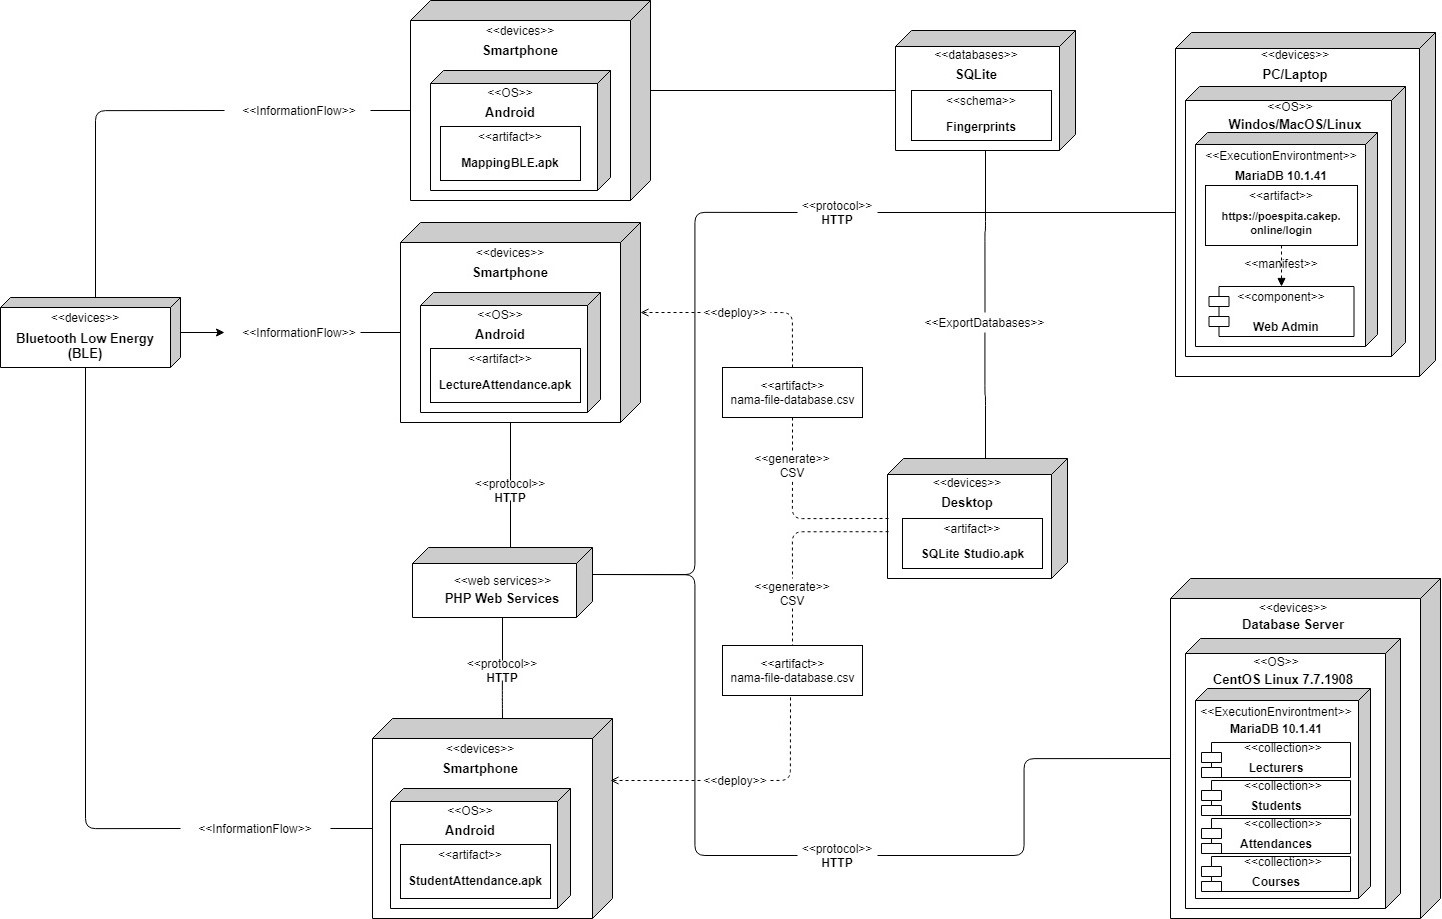 <<devices>>
Smartphone
<<OS>>
Android
<<artifact>>
MappingBLE.apk
<<InformationFlow>>
<<databases>>
SQLite
<<schema>>
Fingerprints
<<devices>>
PC/Laptop
<<OS>>
Windos/MacOS/Linux
<<ExecutionEnvirontment>>
MariaDB 10.1.41
<<artifact>>
https://poespita.cakep.
online/login
<<manifest>>
<<component>>
Web Admin
<<protocol>>
HTTP
<<devices>>
Smartphone
<<OS>>
Android
<<artifact>>
LectureAttendance.apk
<<devices>>
Bluetooth Low Energy
(BLE)
<<InformationFlow>>
<<deploy>>
<<ExportDatabases>>
<<artifact>>
nama-file-database.csv
<<generate>>
CSV
<<protocol>>
HTTP
<<devices>>
Desktop
<artifact>>
SQLite Studio.apk
<<web services>>
PHP Web Services
<<generate>>
CSV
<<artifact>>
nama-file-database.csv
<<protocol>>
HTTP
<<deploy>>
<<devices>>
Smartphone
<<OS>>
Android
<<artifact>>
StudentAttendance.apk
<<InformationFlow>>
<<protocol>>
HTTP
<<devices>>
Database Server
<<OS>>
CentOS Linux 7.7.1908
<<ExecutionEnvirontment>>
MariaDB 10.1.41
<<collection>>
Lecturers
<<collection>>
Students
<<collection>>
Attendances
<<collection>>
Courses